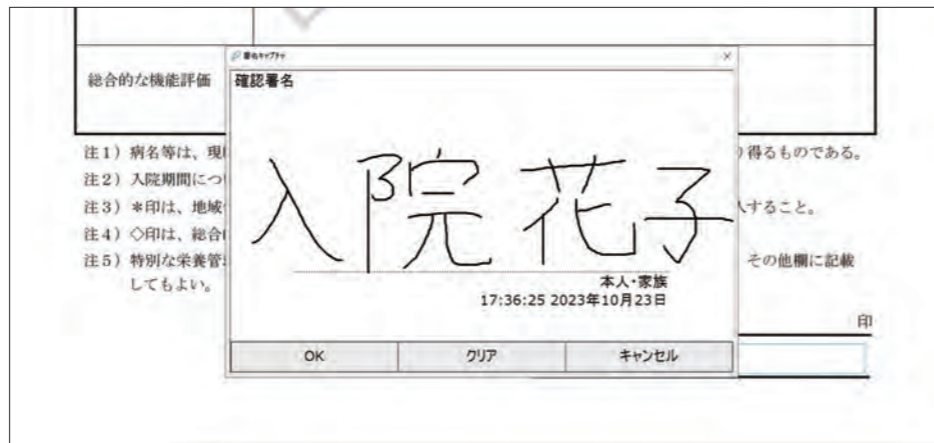 総合的な機能評価
署名キャプチャ
確認署名
入院花子
本人・家族
17:36:25 2023年10月23日
OK
クリア
キャンセル
注1）病名等は、現
り得るものである。
注2）入院期間につ
注3）＊印は、地域
すること。
注4）◇印は、総合
注5）特別な栄養管
その他欄に記載
してもよい。
印